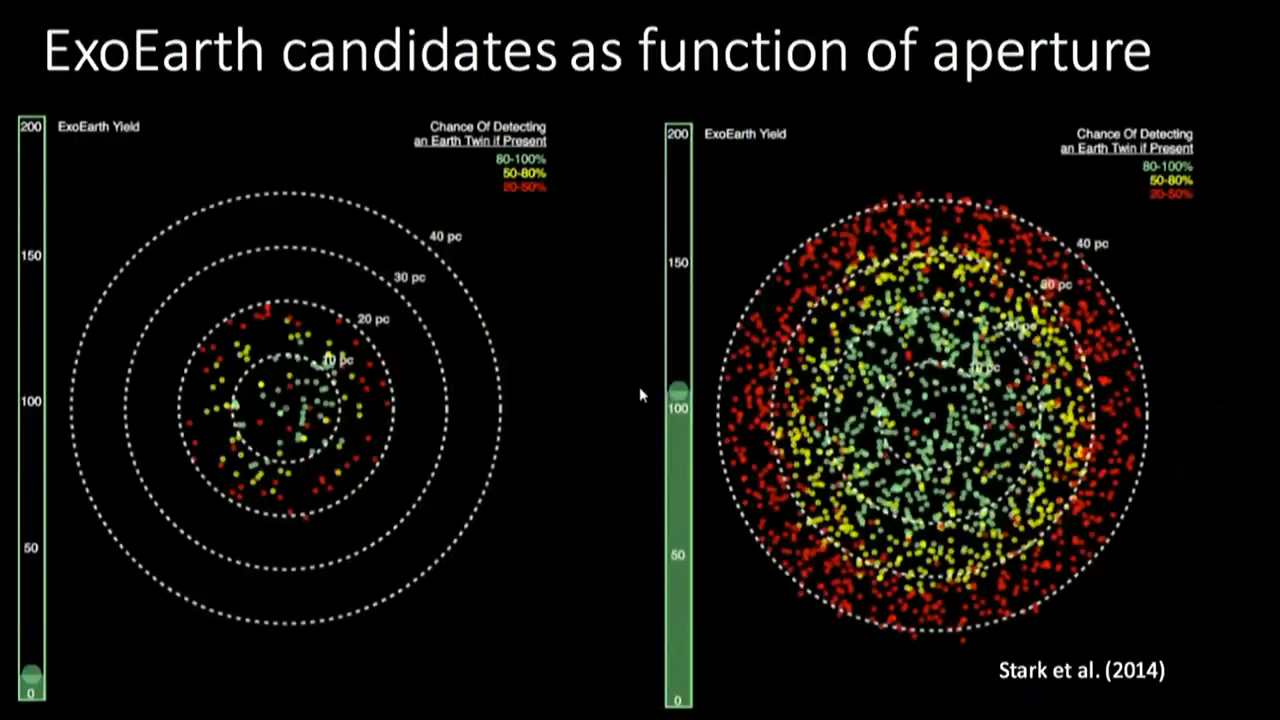 ExoEarth candidates as function of aperture
200
ExoEarth Yield
Chance Of Detecting
an Earth Twin if Present
80-100%
50-80%
20-50%
40 pc
30 pc
20 pc
10 pc
150
100
50
0
200
ExoEarth Yield
Chance Of Detecting
an Earth Twin if Present
80-100%
50-80%
20-50%
40 pc
30 pc
20 pc
10 pc
150
100
50
0
Stark et al. (2014)